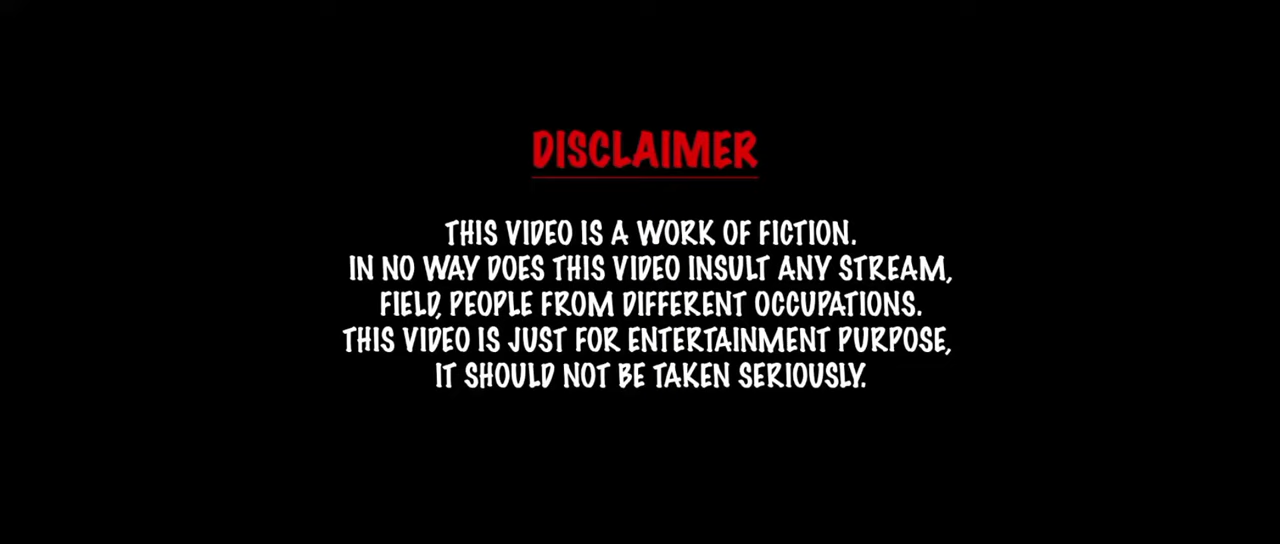 DISCLAIMER
THIS VIDEO IS A WORK OF FICTION.
IN NO WAY DOES THIS VIDEO INSULT ANY STREAM,
FIELD, PEOPLE FROM DIFFERENT OCCUPATIONS.
THIS VIDEO IS JUST FOR ENTERTAINMENT PURPOSE,
IT SHOULD NOT BE TAKEN SERIOUSLY.